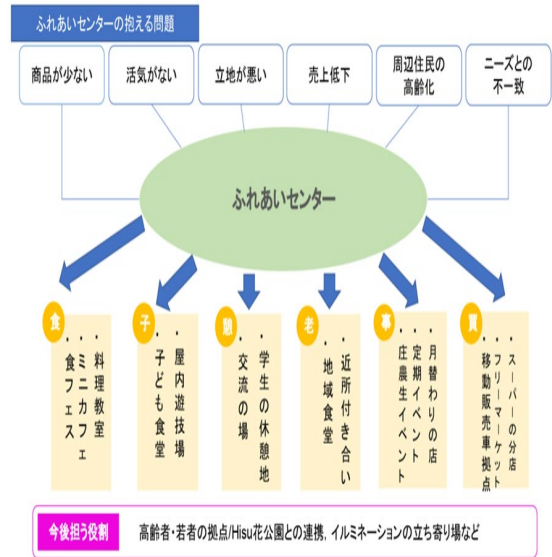 ふれあいセンターの抱える問題
商品が少ない
活気がない
立地が悪い
売上低下
周辺住民の
高齢化
ニーズとの
不一致
ふれあいセンター
食
・料理教室
・ミニカフェ
・食フェス
子
・屋内遊技場
・子ども食堂
憩
・学生の休憩地
・交流の場
老
・近所付き合い
・地域食堂
事
・月替わりの店
・定期イベント
・庄農生イベント
買
・スーパーの分店
・フリーマーケット
・移動販売車拠点
今後担う役割
高齢者・若者の拠点/Hisu花公園との連携,イルミネーションの立ち寄り場など